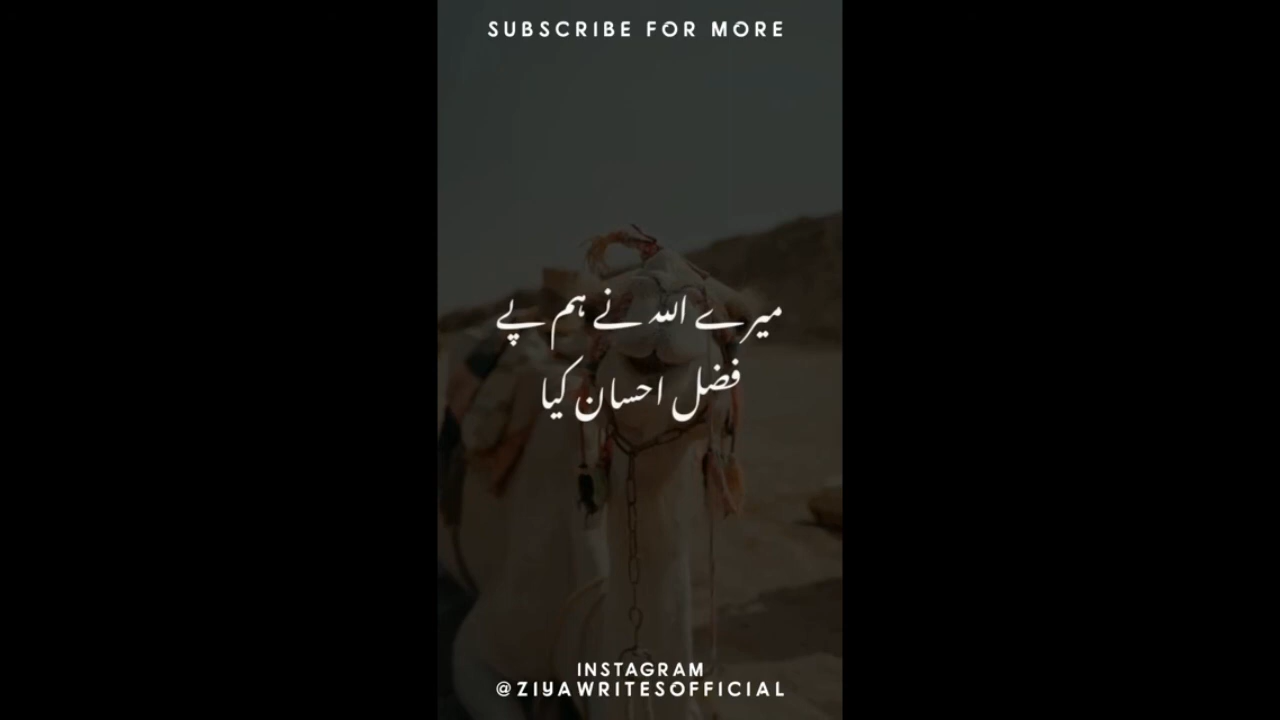 SUBSCRIBE FOR MORE
میرے اللہ نے ہم پے
فضل احسان کیا
INSTAGRAM
@ZIYAWRITESOFFICIAL